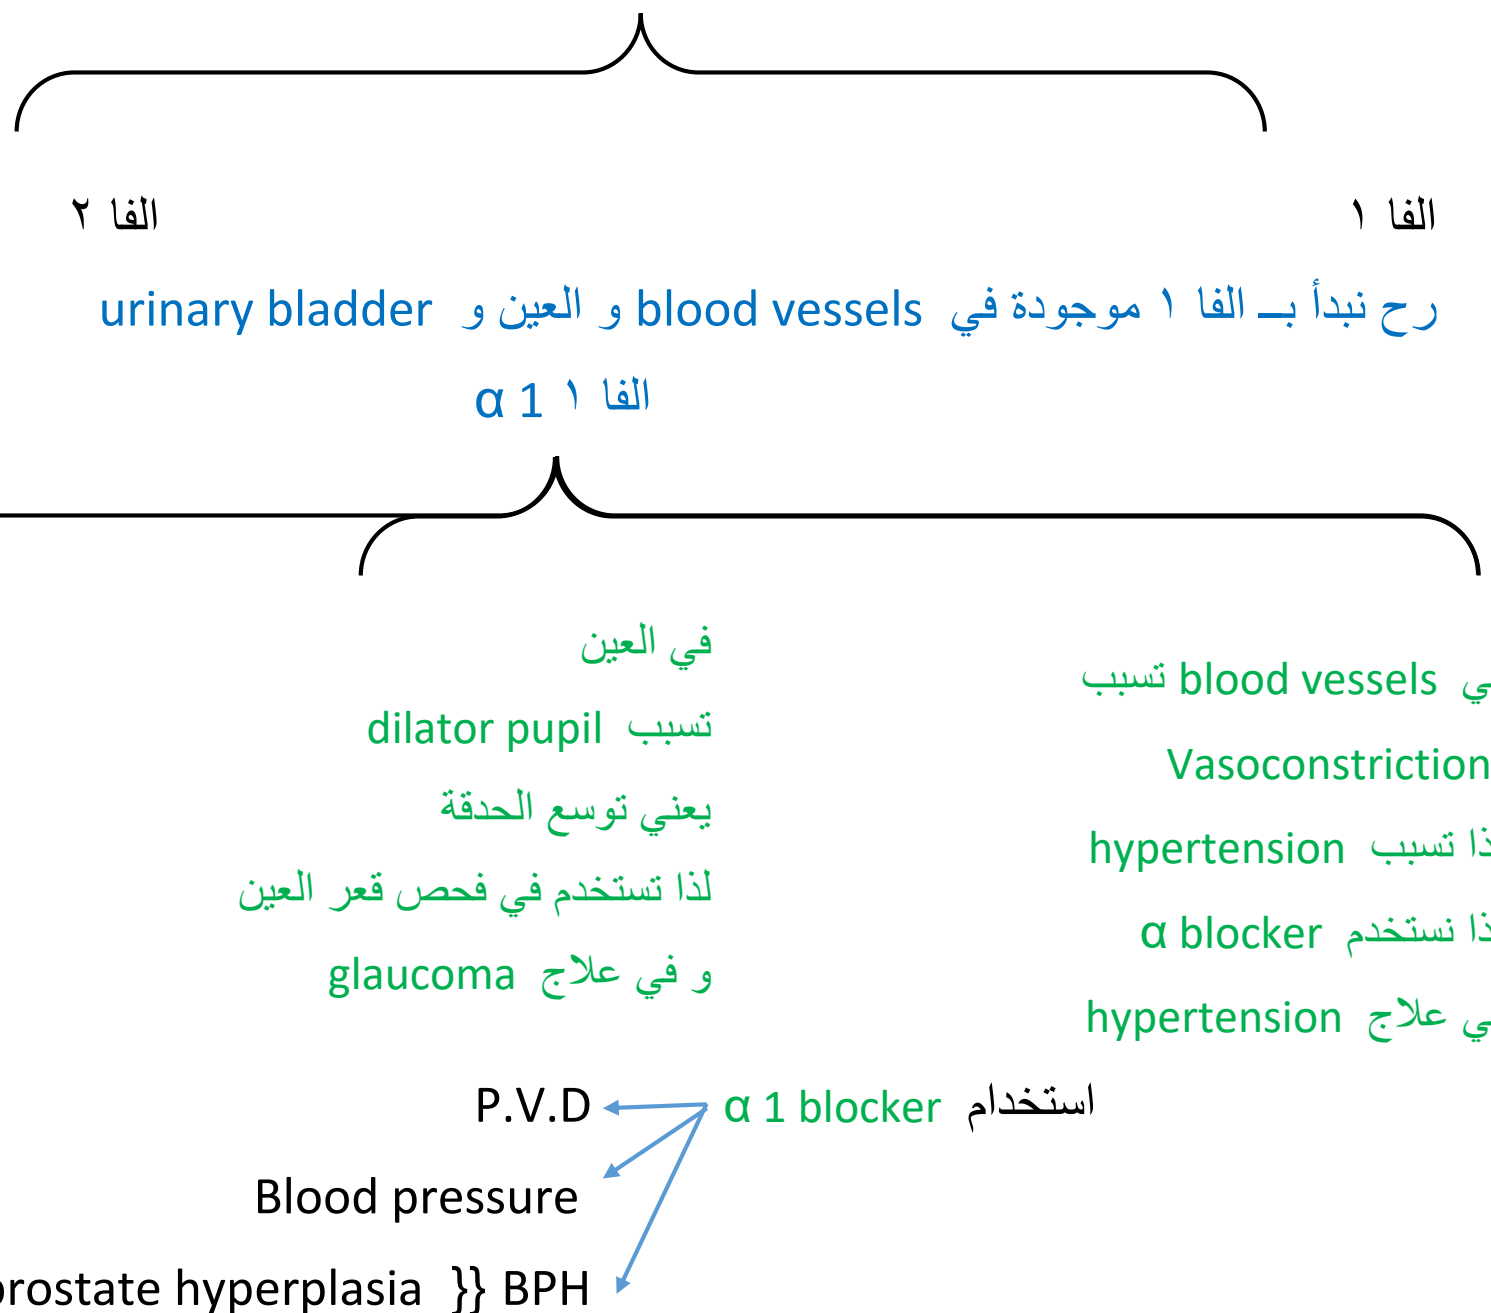 الفا ١
الفا ٢
رح نبدأ بــ الفا ١ موجودة في blood vessels و العين و urinary bladder
الفا ١ α 1
blood vessels تسبب
Vasoconstriction
تسبب hypertension
نستخدم α blocker
علاج hypertension
في العين
تسبب dilator pupil
يعني توسع الحدقة
لذا تستخدم في فحص قعر العين
و في علاج glaucoma
استخدام α 1 blocker
P.V.D
Blood pressure
prostate hyperplasia }} BPH